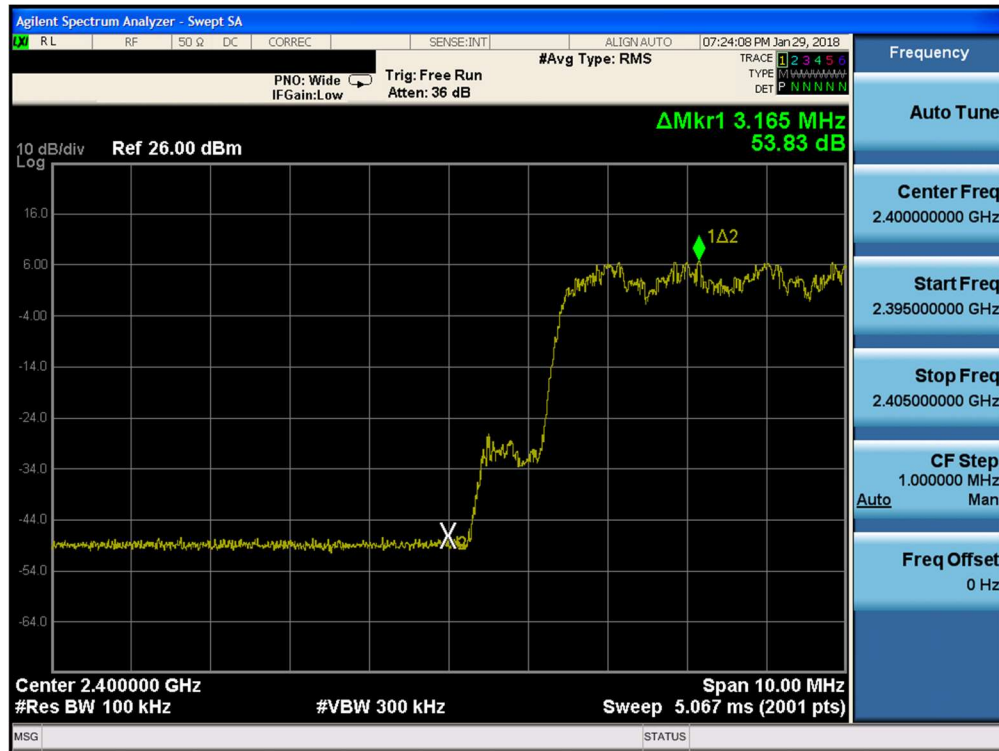 Agilent Spectrum Analyzer - Swept SA
LXI RL RF 50 Ω DC CORREC SENSE:INT ALIGN AUTO 07:24:08 PM Jan 29, 2018
#Avg Type: RMS TRACE 1 2 3 4 5 6
PNO: Wide Trig: Free Run TYPE M W W W W W
IFGain:Low Atten: 36 dB DET P N N N N N
ΔMkr1 3.165 MHz
53.83 dB
10 dB/div Ref 26.00 dBm
Log
16.0
6.00
-4.00
-14.0
-24.0
-34.0
-44.0
-54.0
-64.0
1Δ2
X
Center 2.400000 GHz Span 10.00 MHz
#Res BW 100 kHz #VBW 300 kHz Sweep 5.067 ms (2001 pts)
MSG STATUS
Frequency
Auto Tune
Center Freq
2.400000000 GHz
Start Freq
2.395000000 GHz
Stop Freq
2.405000000 GHz
CF Step
1.000000 MHz
Auto Man
Freq Offset
0 Hz